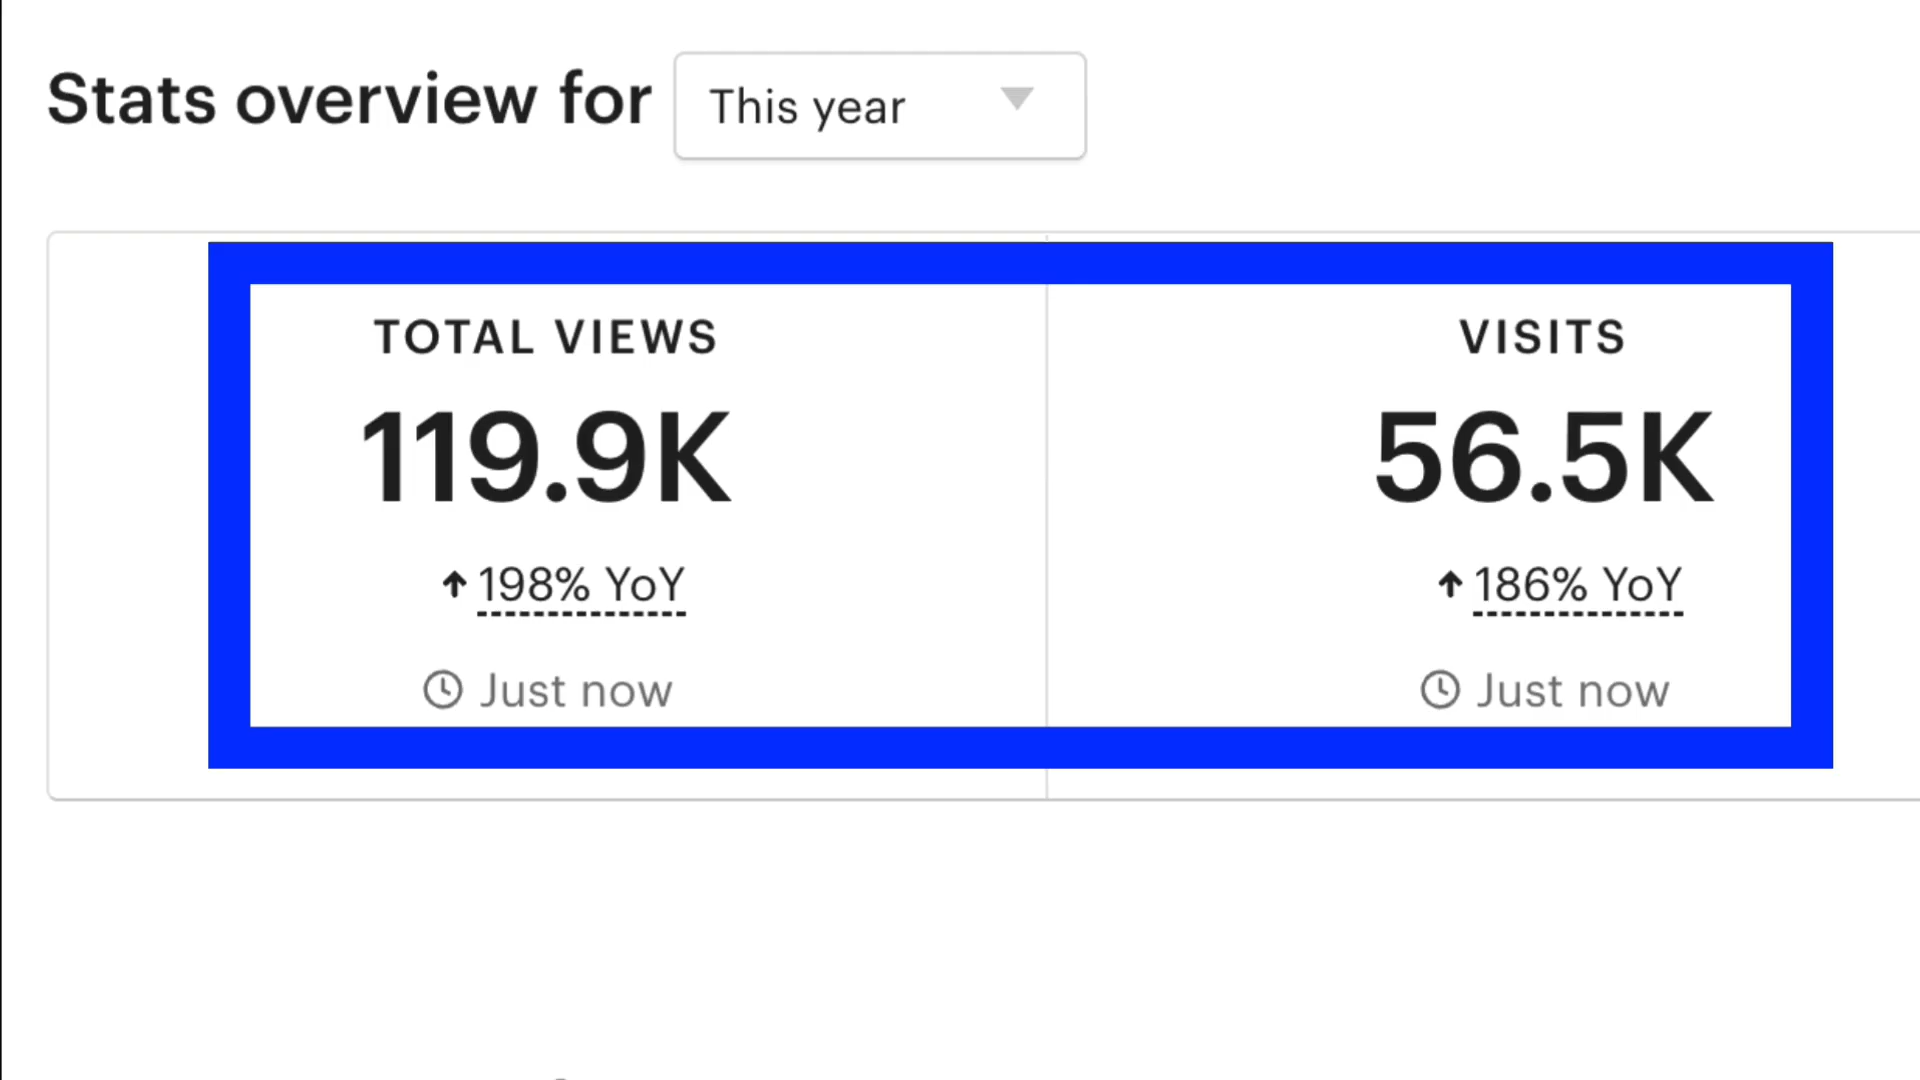 Stats overview for This year
TOTAL VIEWS
119.9K
198% YoY
Just now
VISITS
56.5K
186% YoY
Just now